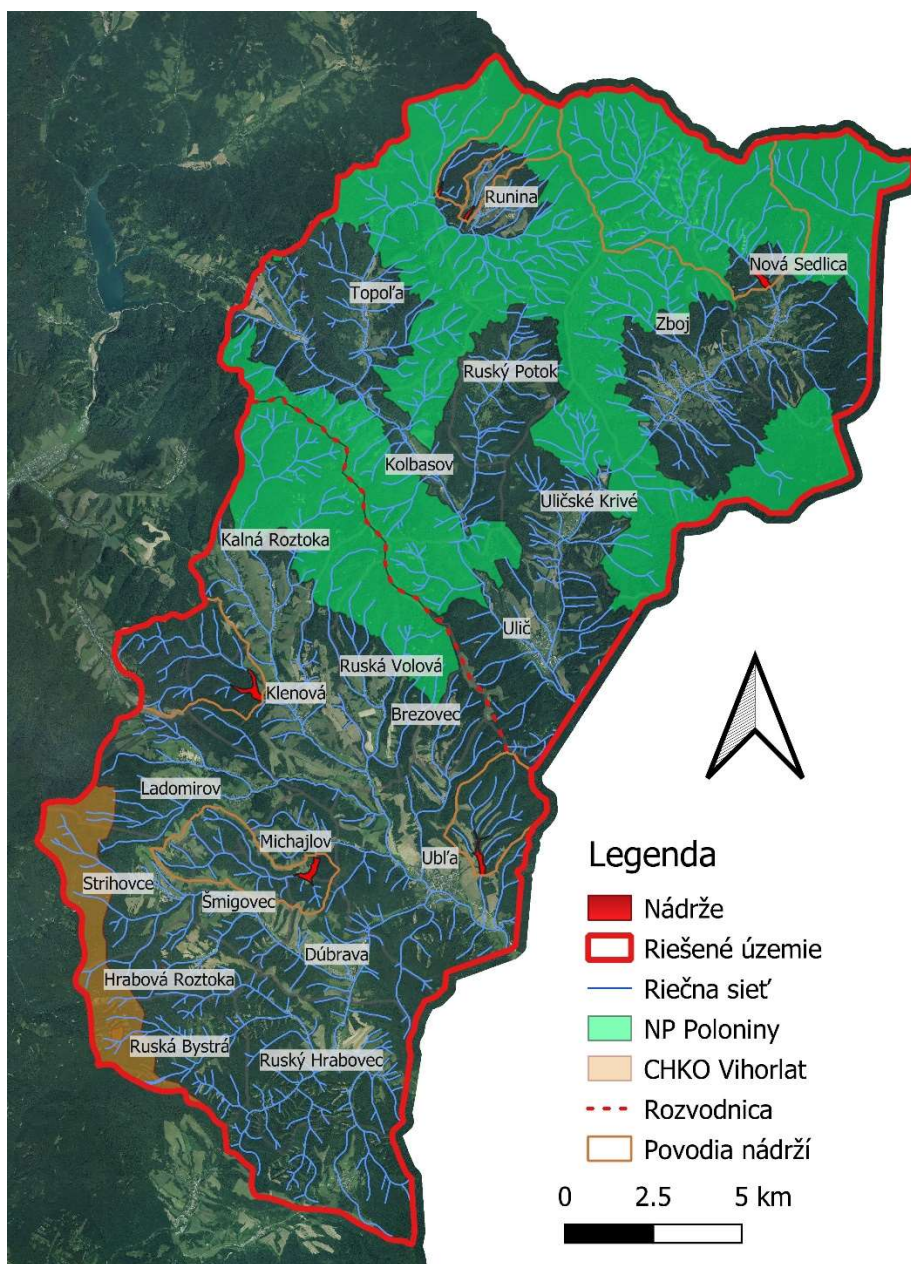 Runina
Nová Sedlica
Topoľa
Zboj
Ruský Potok
Kolbasov
Uličské Krivé
Kalná Roztoka
Ulič
Ruská Volová
Klenová
Brezovec
Ladomirov
Michajlov
Ubľa
Strihovce
Šmigovec
Dúbrava
Hrabová Roztoka
Ruská Bystrá
Ruský Hrabovec
Legenda
Nádrže
Riešené územie
Riečna sieť
NP Poloniny
CHKO Vihorlat
Rozvodnica
Povodia nádrží
0 2.5 5 km